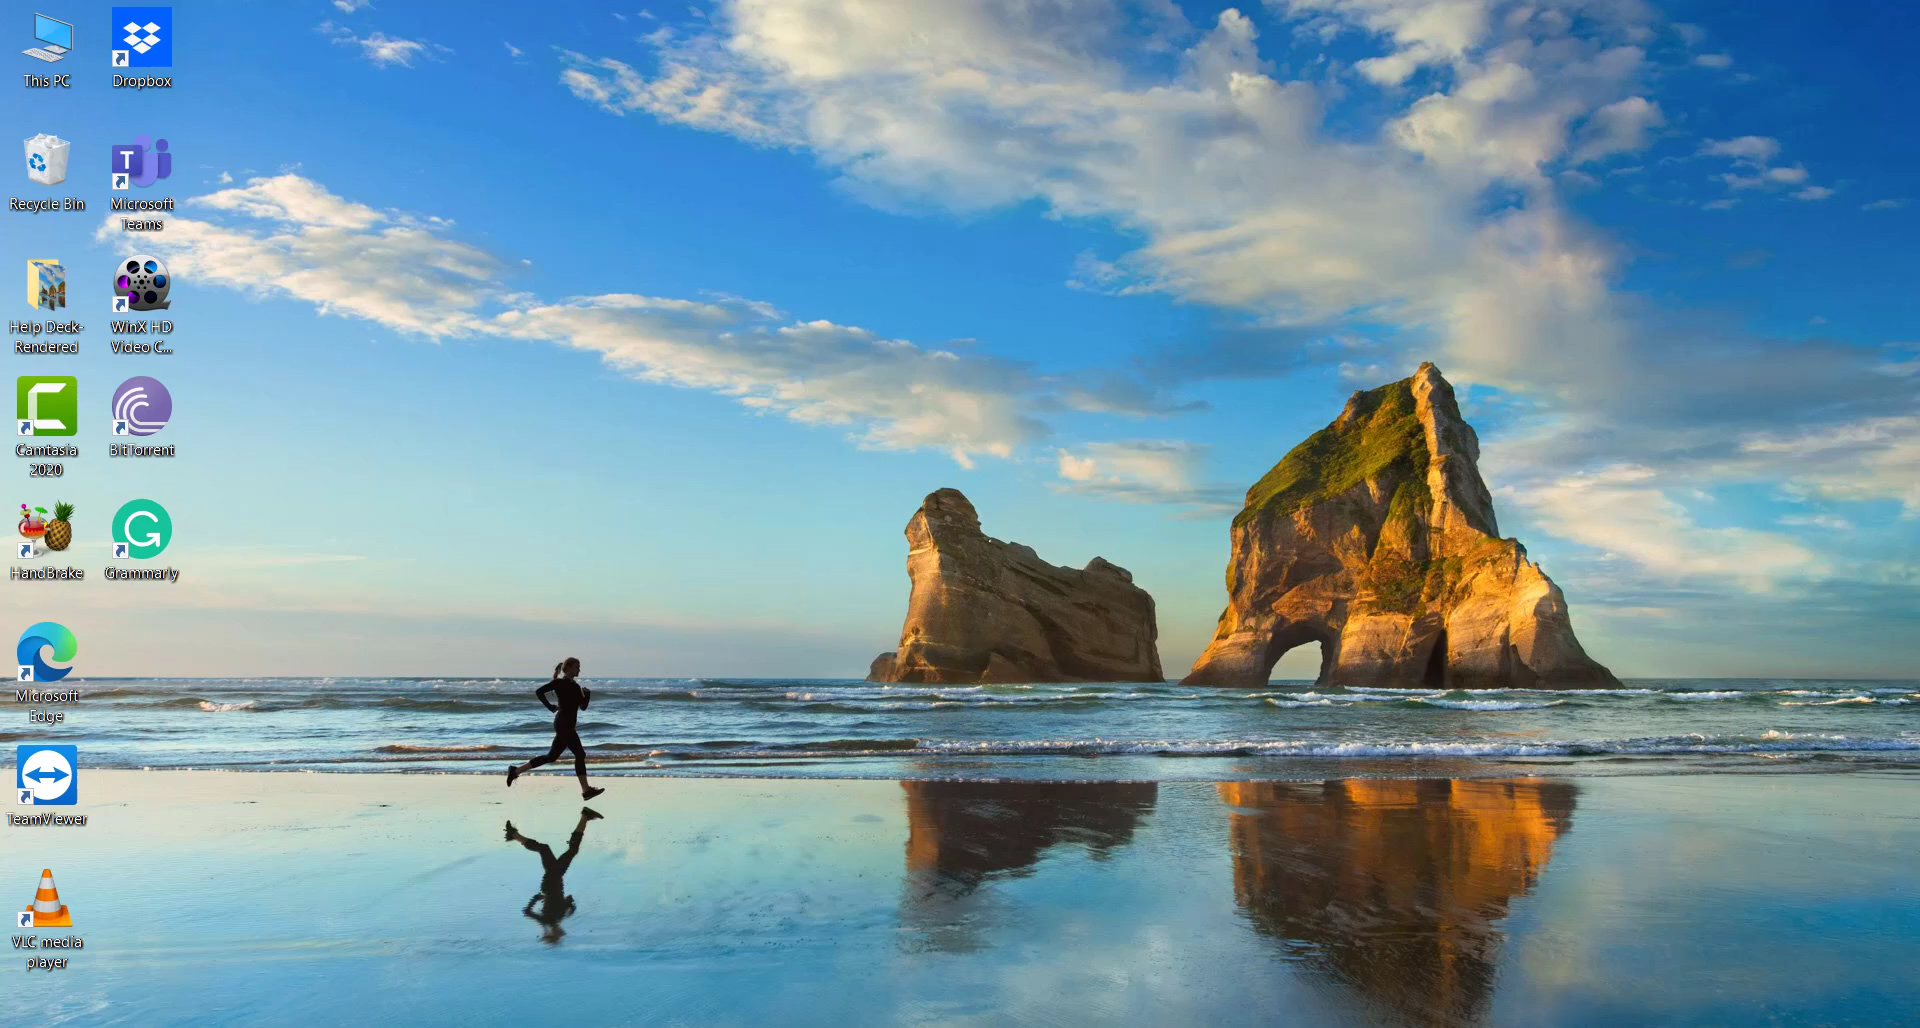 This PC
Dropbox
Recycle Bin
T
Microsoft
Teams
Help Deck-
Rendered
WinX HD
Video C...
Camtasia
2020
BitTorrent
HandBrake
Grammarly
Microsoft
Edge
TeamViewer
VLC media
player